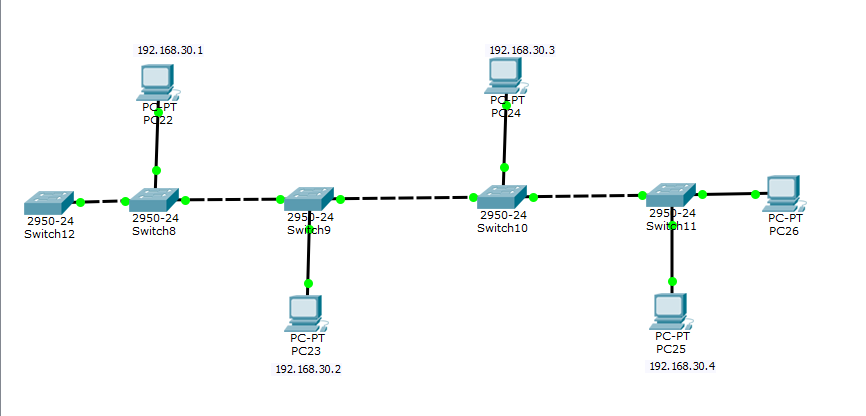 192.168.30.1
PC-PT
PC22
192.168.30.3
PC-PT
PC24
2950-24
Switch12
2950-24
Switch8
2950-24
Switch9
2950-24
Switch10
2950-24
Switch11
PC-PT
PC26
PC-PT
PC23
192.168.30.2
PC-PT
PC25
192.168.30.4